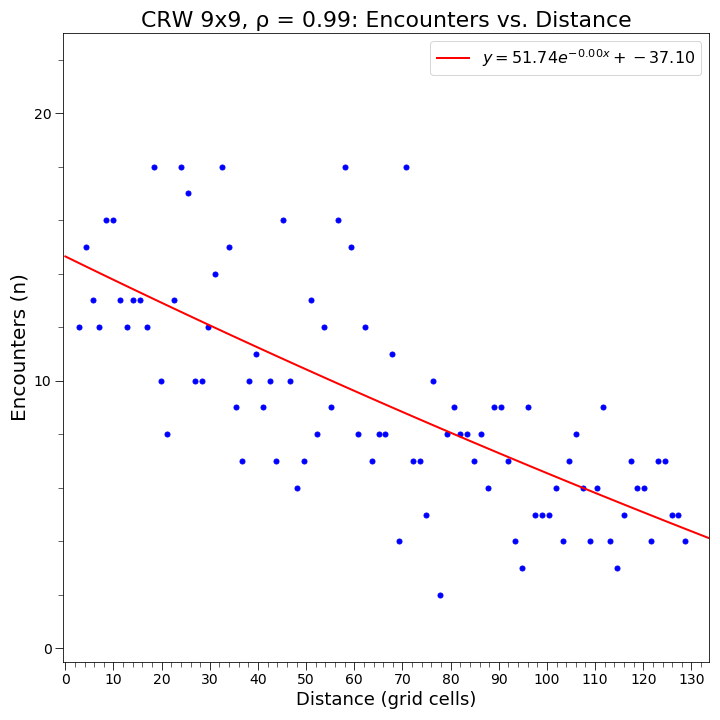 CRW 9x9, ρ = 0.99: Encounters vs. Distance
y = 51.74e^{-0.00x} + -37.10
20
10
0
Encounters (n)
0 10 20 30 40 50 60 70 80 90 100 110 120 130
Distance (grid cells)